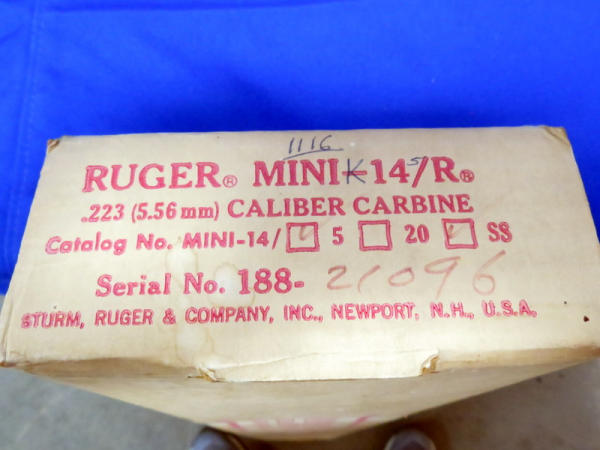 1116
RUGER® MINI-K14/5/R®
.223 (5.56 mm) CALIBER CARBINE
Catalog No. MINI-14/ ☑ 5 ☐ 20 ☑ SS
Serial No. 188-21096
STURM, RUGER & COMPANY, INC., NEWPORT, N.H., U.S.A.